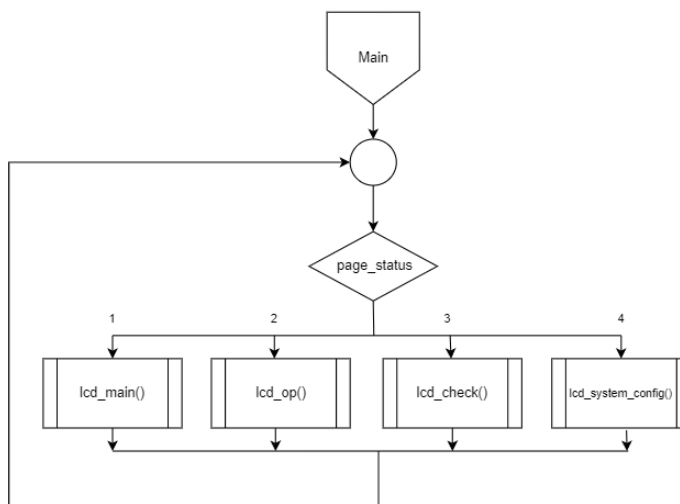 Main
page_status
1
2
3
4
lcd_main()
lcd_op()
lcd_check()
lcd_system_config()